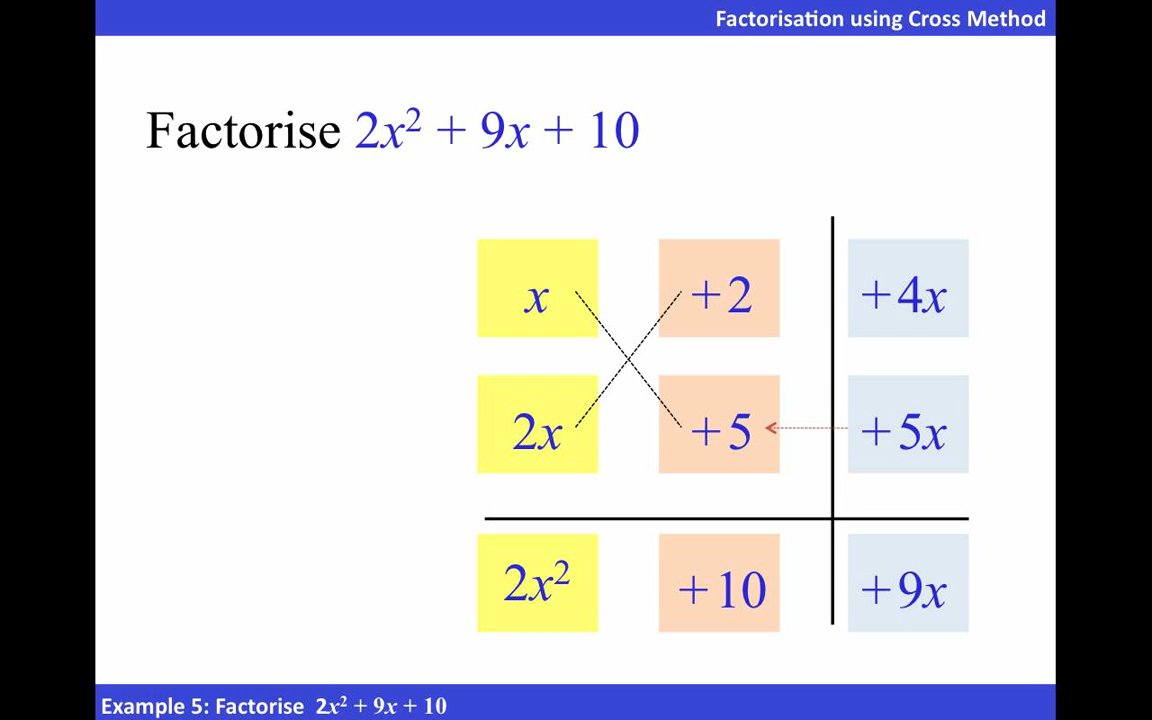 Factorisation using Cross Method
Factorise 2x² + 9x + 10
x +2 +4x
2x +5 +5x
2x² +10 +9x
Example 5: Factorise 2x² + 9x + 10